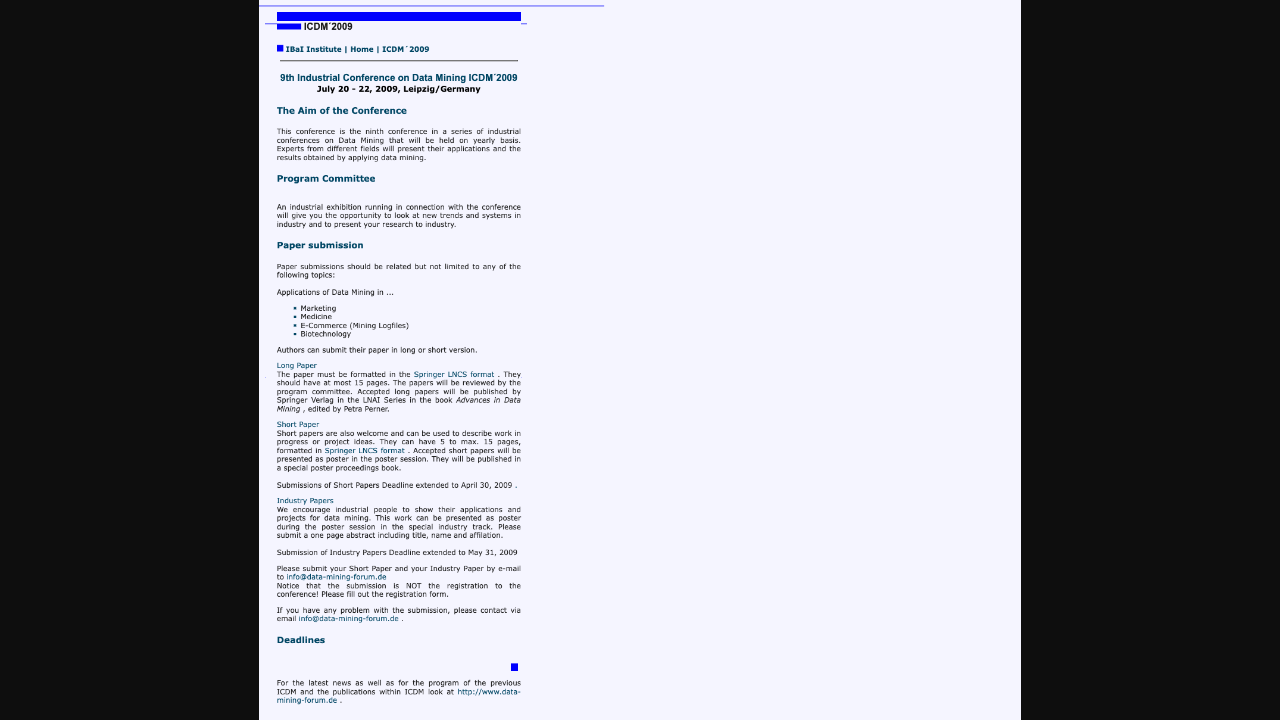 ICDM´2009
IBaI Institute | Home | ICDM´2009
9th Industrial Conference on Data Mining ICDM´2009
July 20 - 22, 2009, Leipzig/Germany
The Aim of the Conference
This conference is the ninth conference in a series of industrial
conferences on Data Mining that will be held on yearly basis.
Experts from different fields will present their applications and the
results obtained by applying data mining.
Program Committee
An industrial exhibition running in connection with the conference
will give you the opportunity to look at new trends and systems in
industry and to present your research to industry.
Paper submission
Paper submissions should be related but not limited to any of the
following topics:
Applications of Data Mining in ...
Marketing
Medicine
E-Commerce (Mining Logfiles)
Biotechnology
Authors can submit their paper in long or short version.
Long Paper
The paper must be formatted in the Springer LNCS format . They
should have at most 15 pages. The papers will be reviewed by the
program committee. Accepted long papers will be published by
Springer Verlag in the LNAI Series in the book Advances in Data
Mining , edited by Petra Perner.
Short Paper
Short papers are also welcome and can be used to describe work in
progress or project ideas. They can have 5 to max. 15 pages,
formatted in Springer LNCS format . Accepted short papers will be
presented as poster in the poster session. They will be published in
a special poster proceedings book.
Submissions of Short Papers Deadline extended to April 30, 2009 .
Industry Papers
We encourage industrial people to show their applications and
projects for data mining. This work can be presented as poster
during the poster session in the special industry track. Please
submit a one page abstract including title, name and affilation.
Submission of Industry Papers Deadline extended to May 31, 2009
Please submit your Short Paper and your Industry Paper by e-mail
to info@data-mining-forum.de
Notice that the submission is NOT the registration to the
conference! Please fill out the registration form.
If you have any problem with the submission, please contact via
email info@data-mining-forum.de .
Deadlines
For the latest news as well as for the program of the previous
ICDM and the publications within ICDM look at http://www.data-
mining-forum.de .